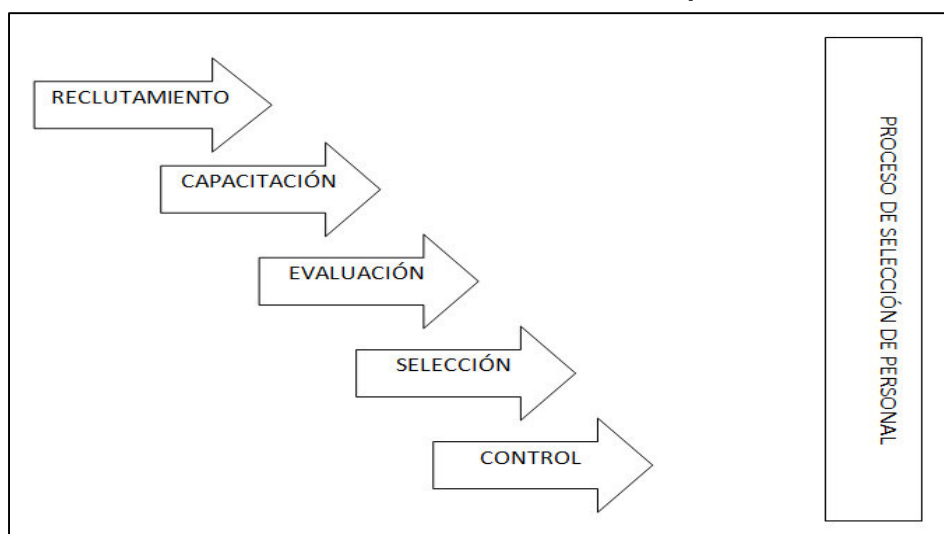 RECLUTAMIENTO
CAPACITACIÓN
EVALUACIÓN
SELECCIÓN
CONTROL
PROCESO DE SELECCIÓN DE PERSONAL